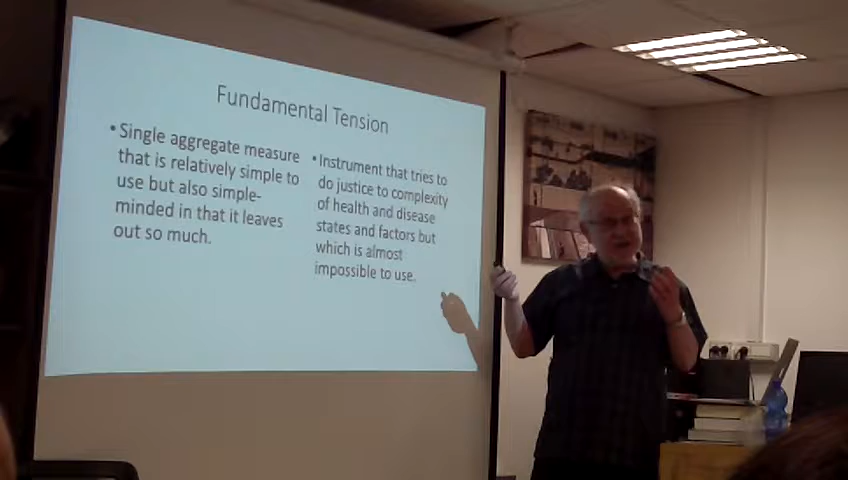 Fundamental Tension
• Single aggregate measure
that is relatively simple to
use but also simple-
minded in that it leaves
out so much.
• Instrument that tries to
do justice to complexity
of health and disease
states and factors but
which is almost
impossible to use.